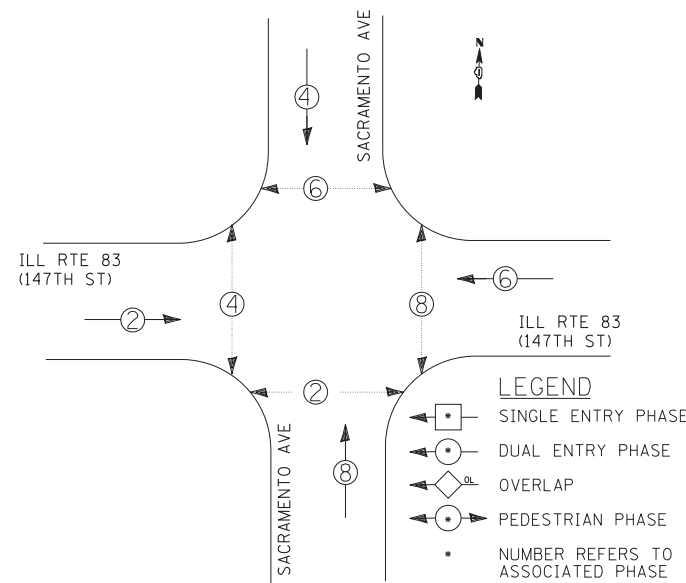 SACRAMENTO AVE
N
4
6
ILL RTE 83
(147TH ST)
6
4
8
2
ILL RTE 83
(147TH ST)
2
8
SACRAMENTO AVE
LEGEND
* SINGLE ENTRY PHASE
* DUAL ENTRY PHASE
OL
OVERLAP
* PEDESTRIAN PHASE
* NUMBER REFERS TO
ASSOCIATED PHASE